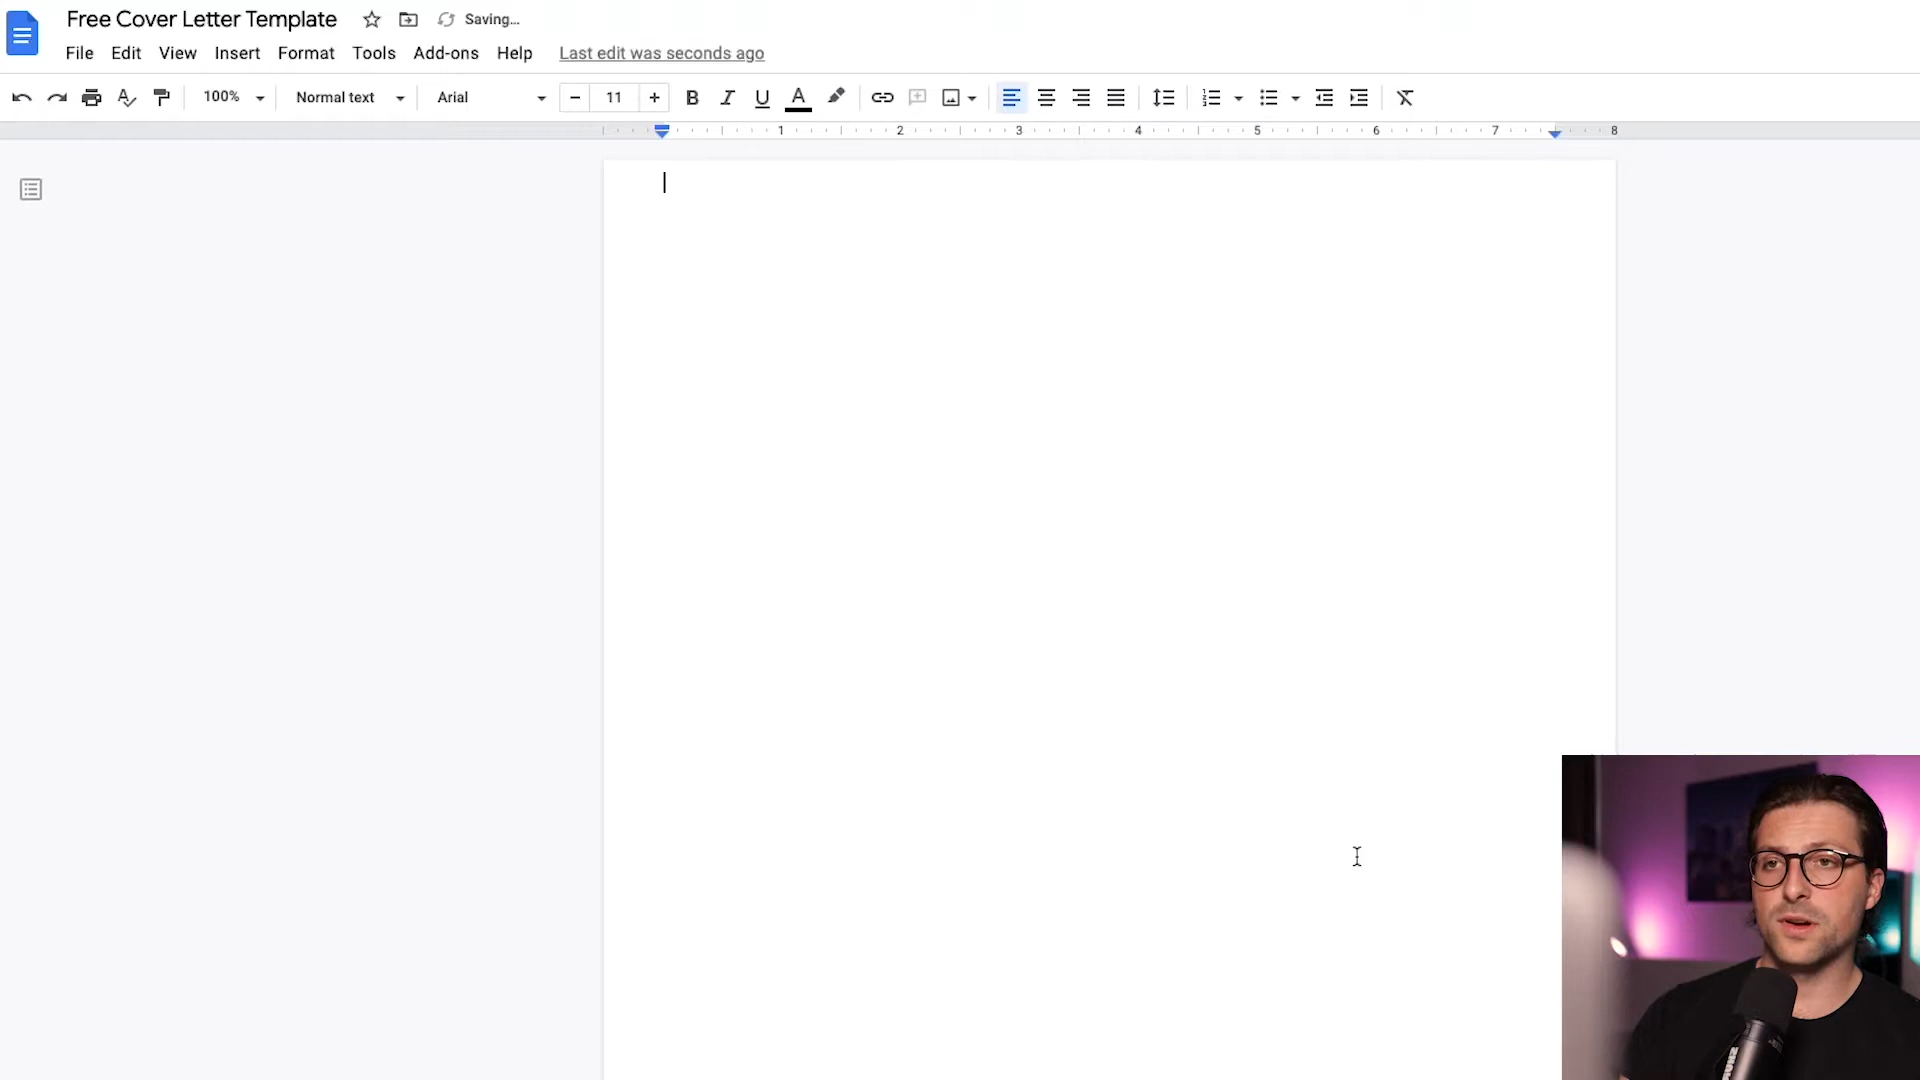 Free Cover Letter Template Saving...
File Edit View Insert Format Tools Add-ons Help Last edit was seconds ago
100% Normal text Arial 11 B I U A
1 2 3 4 5 6 7 8